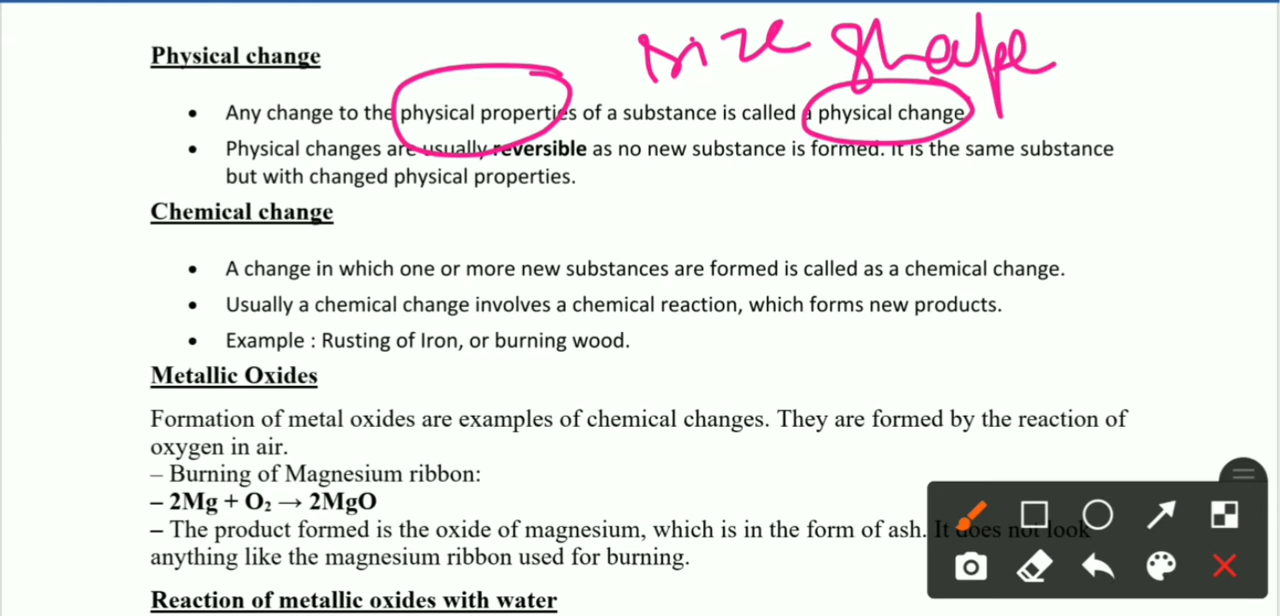 size shape
Physical change
• Any change to the physical properties of a substance is called a physical change
• Physical changes are usually reversible as no new substance is formed. It is the same substance
but with changed physical properties.
Chemical change
• A change in which one or more new substances are formed is called as a chemical change.
• Usually a chemical change involves a chemical reaction, which forms new products.
• Example : Rusting of Iron, or burning wood.
Metallic Oxides
Formation of metal oxides are examples of chemical changes. They are formed by the reaction of
oxygen in air.
– Burning of Magnesium ribbon:
– 2Mg + O₂ → 2MgO
– The product formed is the oxide of magnesium, which is in the form of ash. It does not look
anything like the magnesium ribbon used for burning.
Reaction of metallic oxides with water